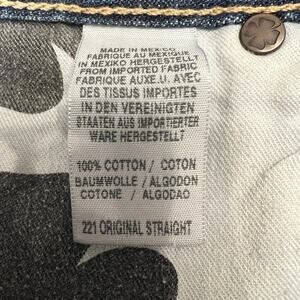 MADE IN MEXICO
FABRIQUE AU MEXIQUE
IN MEXIKO HERGESTELLT
FROM IMPORTED FABRIC
FABRIQUE AUX E.U. AVEC
DES TISSUS IMPORTES
IN DEN VEREINIGTEN
STAATEN AUS IMPORTIERTER
WARE HERGESTELLT
100% COTTON / COTON
BAUMWOLLE / ALGODON
COTONE / ALGODAO
221 ORIGINAL STRAIGHT